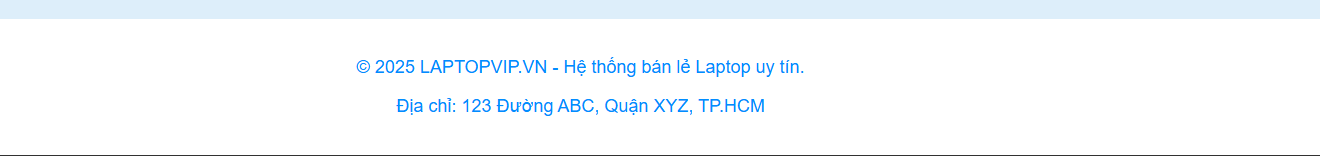 © 2025 LAPTOPVIP.VN - Hệ thống bán lẻ Laptop uy tín.
Địa chỉ: 123 Đường ABC, Quận XYZ, TP.HCM